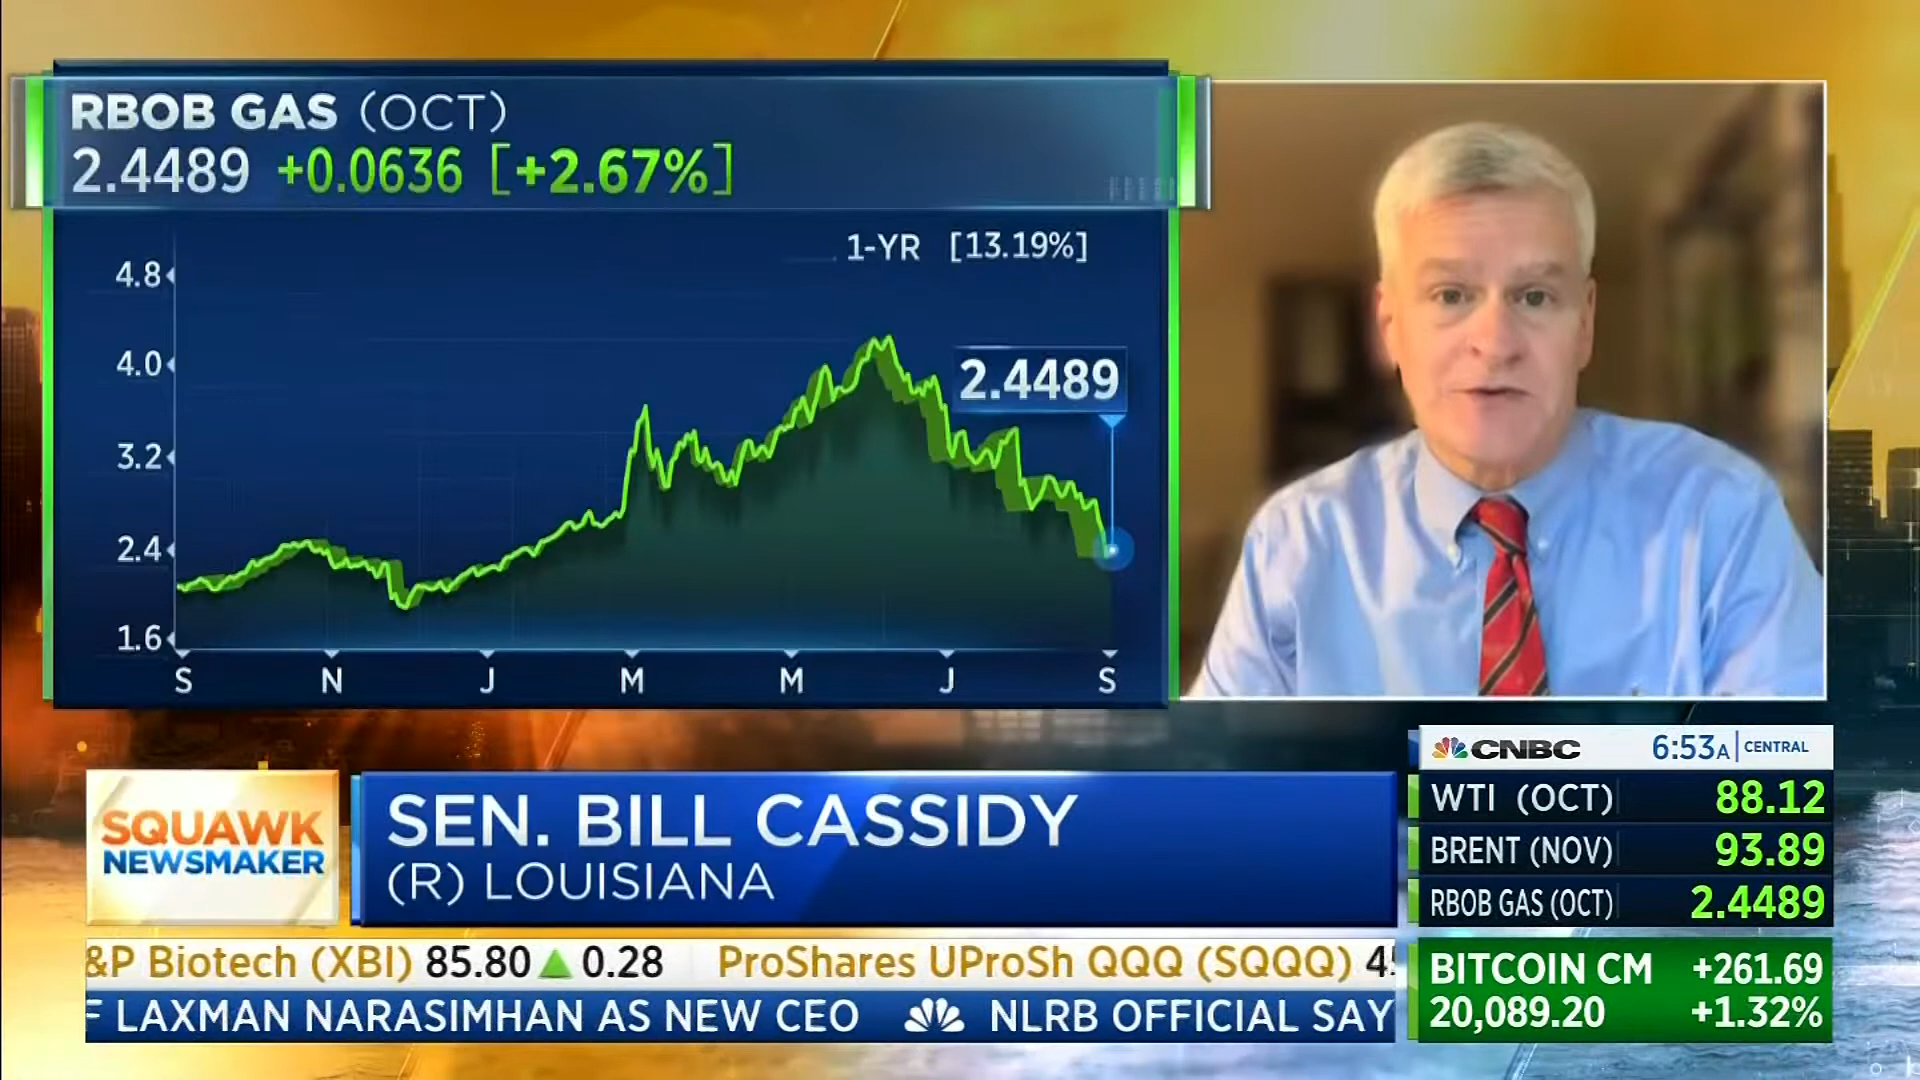 RBOB GAS (OCT)
2.4489 +0.0636 [+2.67%]
1-YR [13.19%]
4.8
4.0
3.2
2.4
1.6
2.4489
S N J M M J S
CNBC 6:53A CENTRAL
WTI (OCT) 88.12
BRENT (NOV) 93.89
RBOB GAS (OCT) 2.4489
BITCOIN CM +261.69
20,089.20 +1.32%
SQUAWK
NEWSMAKER
SEN. BILL CASSIDY
(R) LOUISIANA
&P Biotech (XBI) 85.80 ▲ 0.28 ProShares UProSh QQQ (SQQQ) 4
F LAXMAN NARASIMHAN AS NEW CEO NLRB OFFICIAL SAY